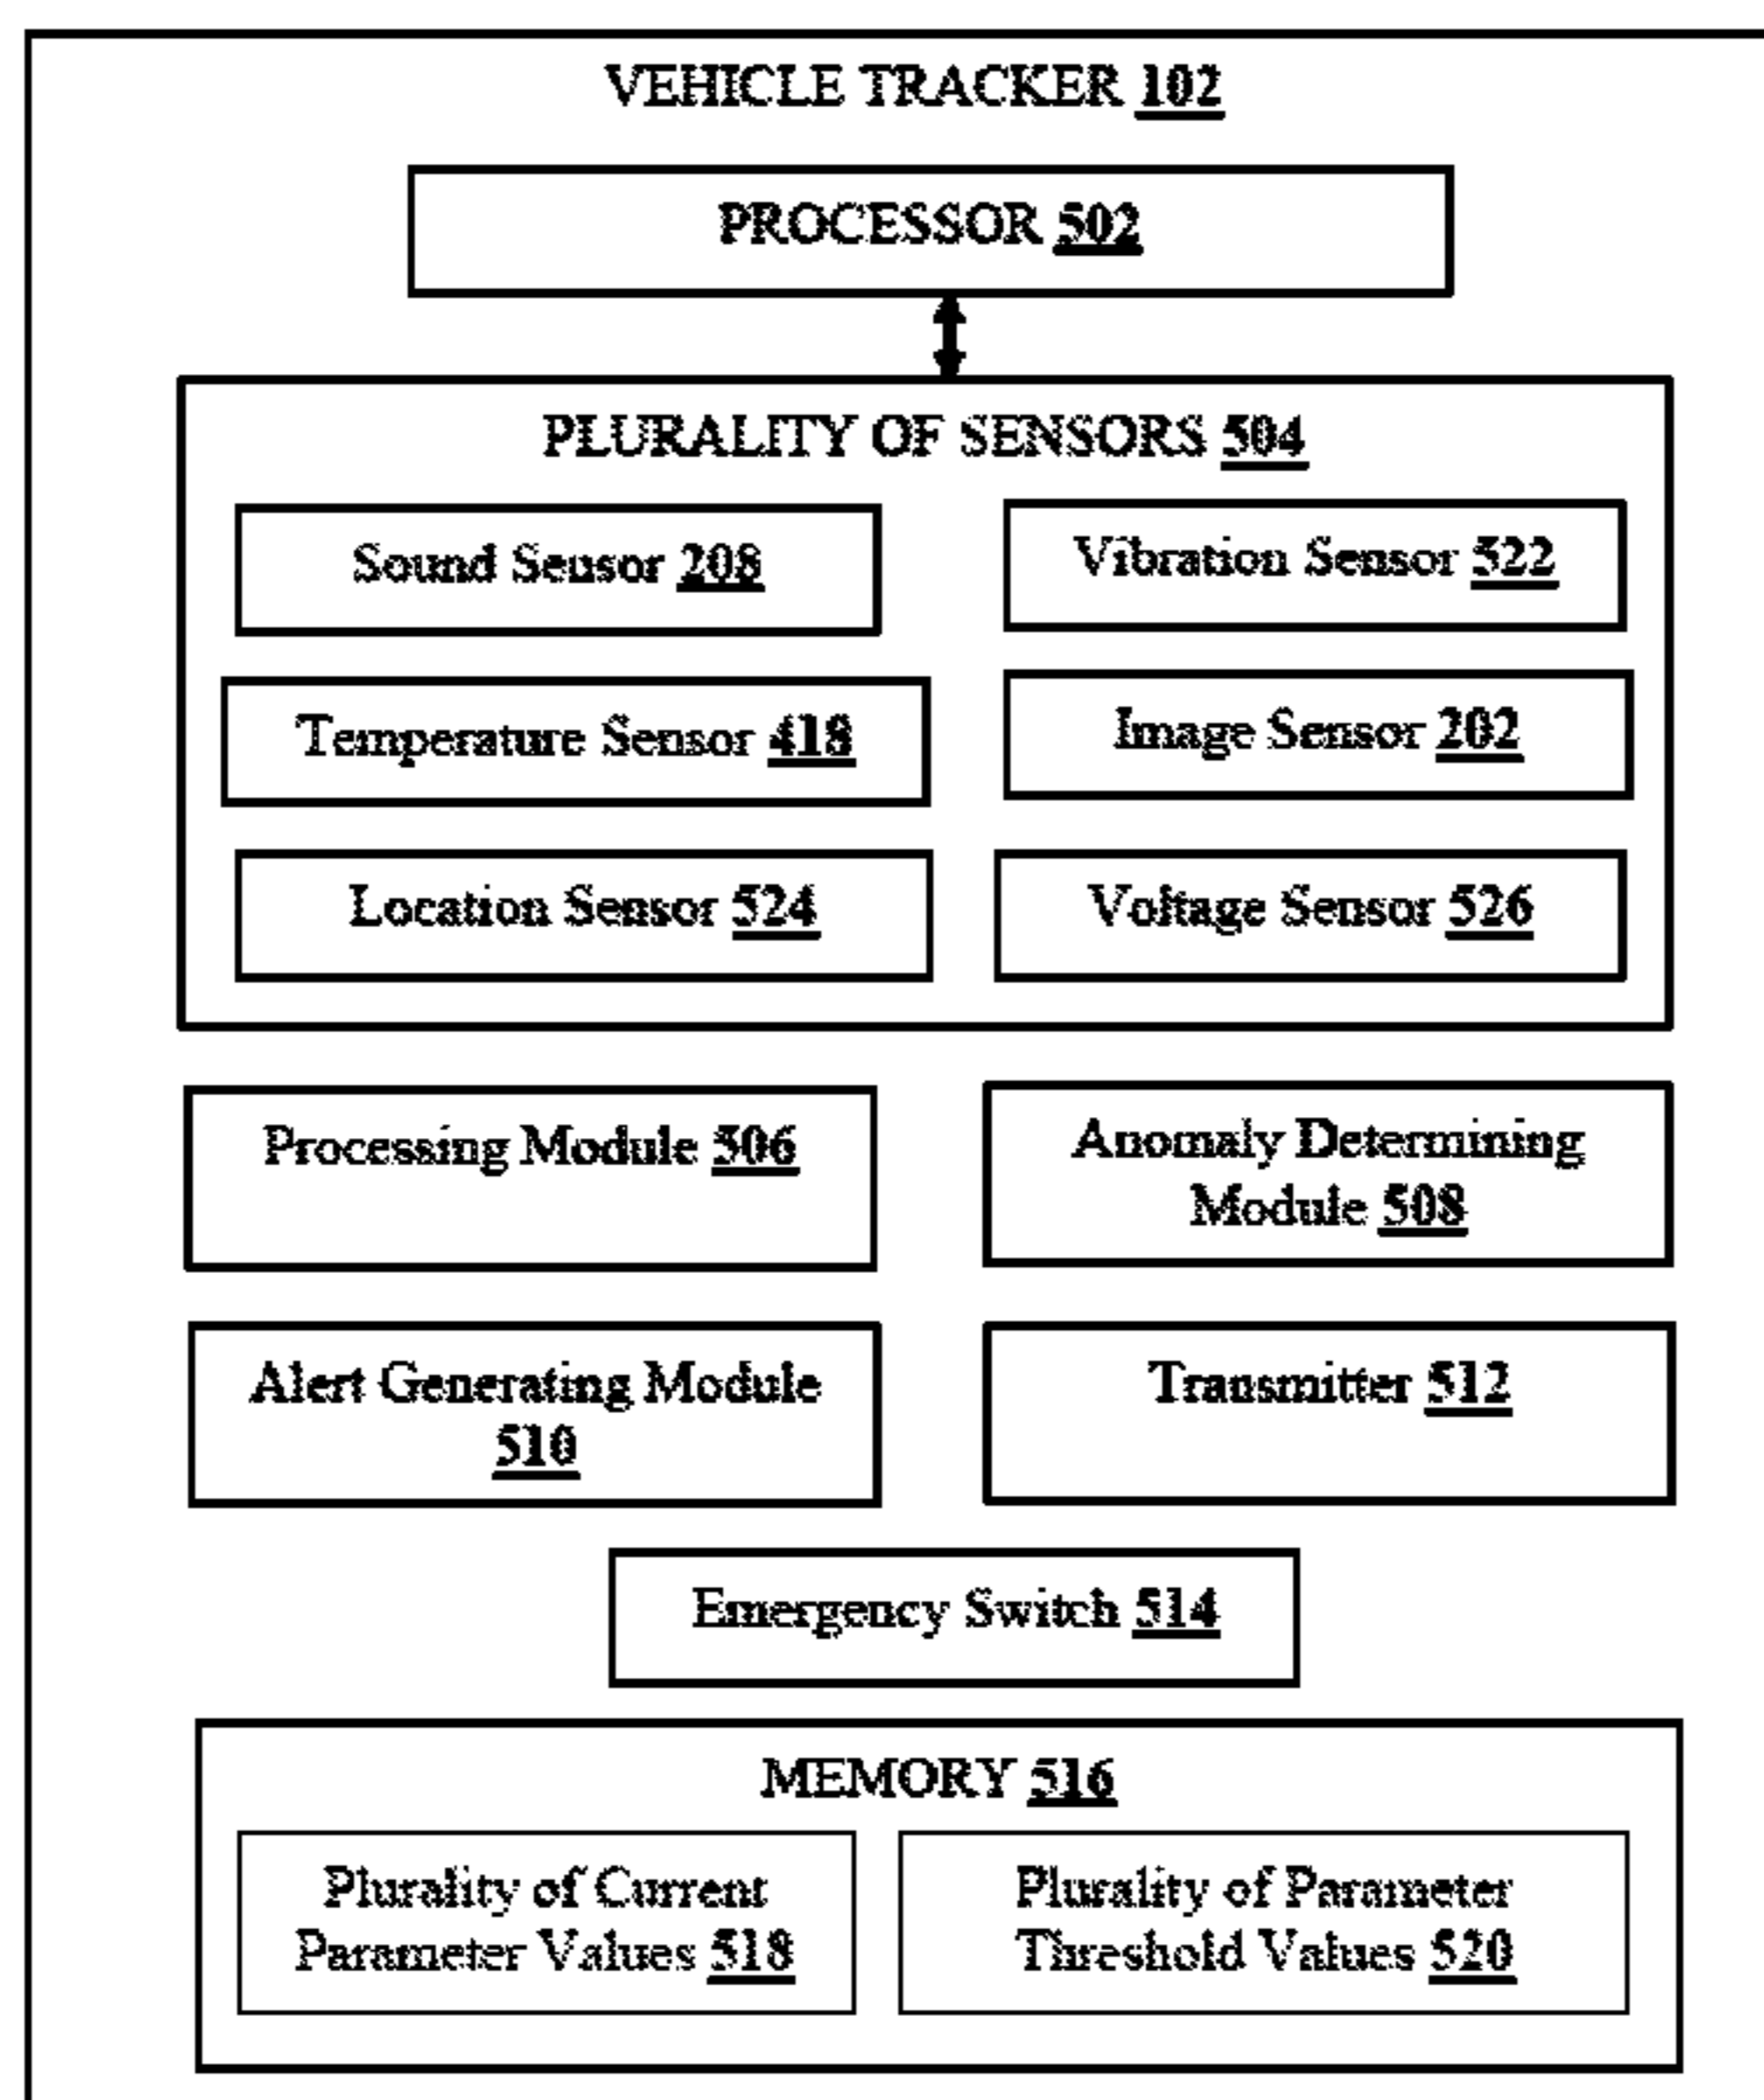 VEHICLE TRACKER 102
PROCESSOR 502
PLURALITY OF SENSORS 504
Sound Sensor 208
Vibration Sensor 522
Temperature Sensor 418
Image Sensor 202
Location Sensor 524
Voltage Sensor 526
Processing Module 506
Anomaly Determining
Module 508
Alert Generating Module
510
Transmitter 512
Emergency Switch 514
MEMORY 516
Plurality of Current
Parameter Values 518
Plurality of Parameter
Threshold Values 520